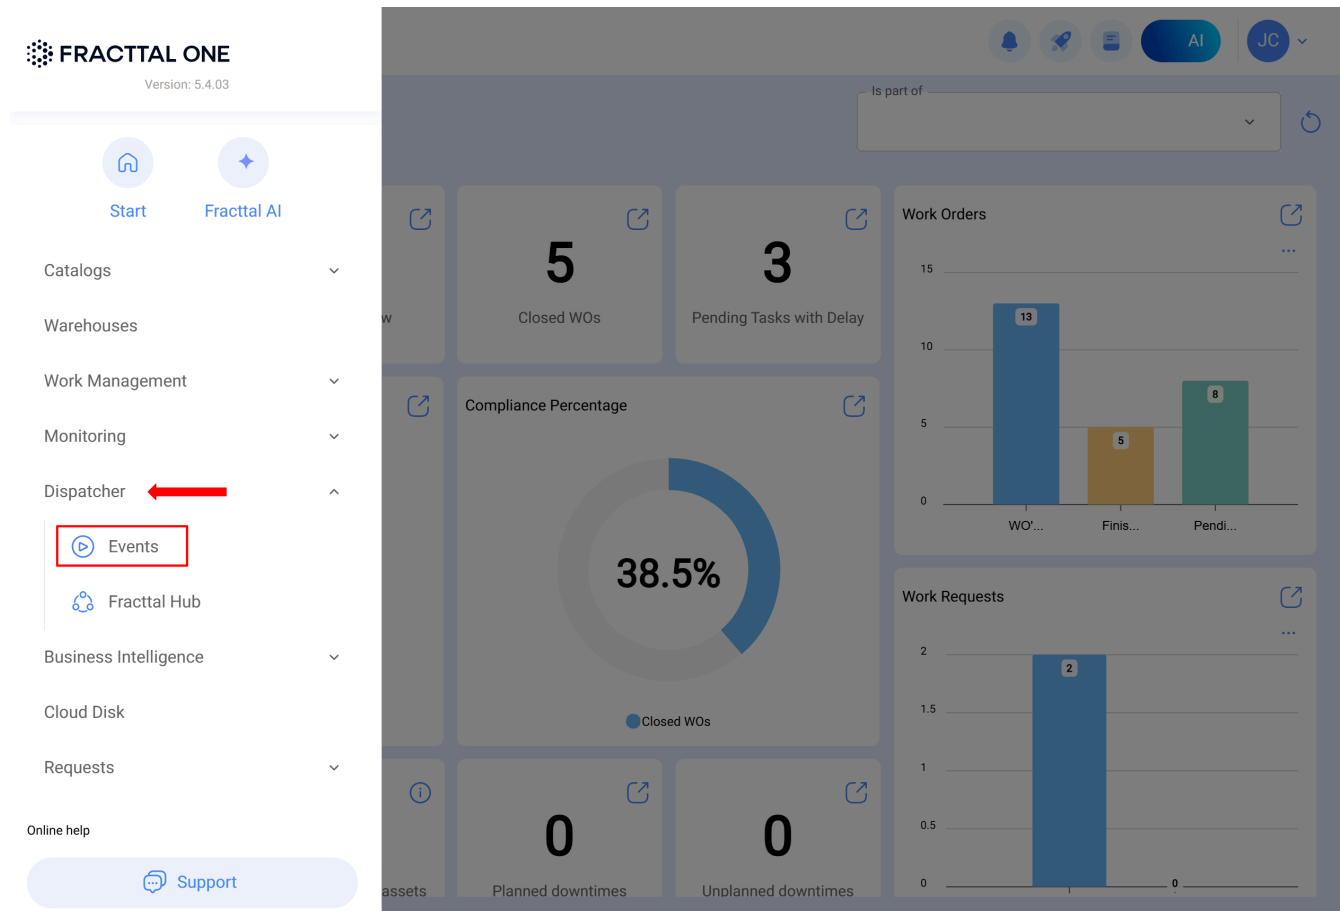 FRACTTAL ONE
Version: 5.4.03
Start
Fracttal AI
Catalogs
Warehouses
Work Management
Monitoring
Dispatcher
Events
Fracttal Hub
Business Intelligence
Cloud Disk
Requests
Online help
Support
AI
JC
Is part of
w
5
Closed WOs
3
Pending Tasks with Delay
Work Orders
...
15
10
5
0
13
5
8
WO'...
Finis...
Pendi...
Compliance Percentage
38.5%
Closed WOs
Work Requests
...
2
1.5
1
0.5
0
2
0
assets
0
Planned downtimes
0
Unplanned downtimes